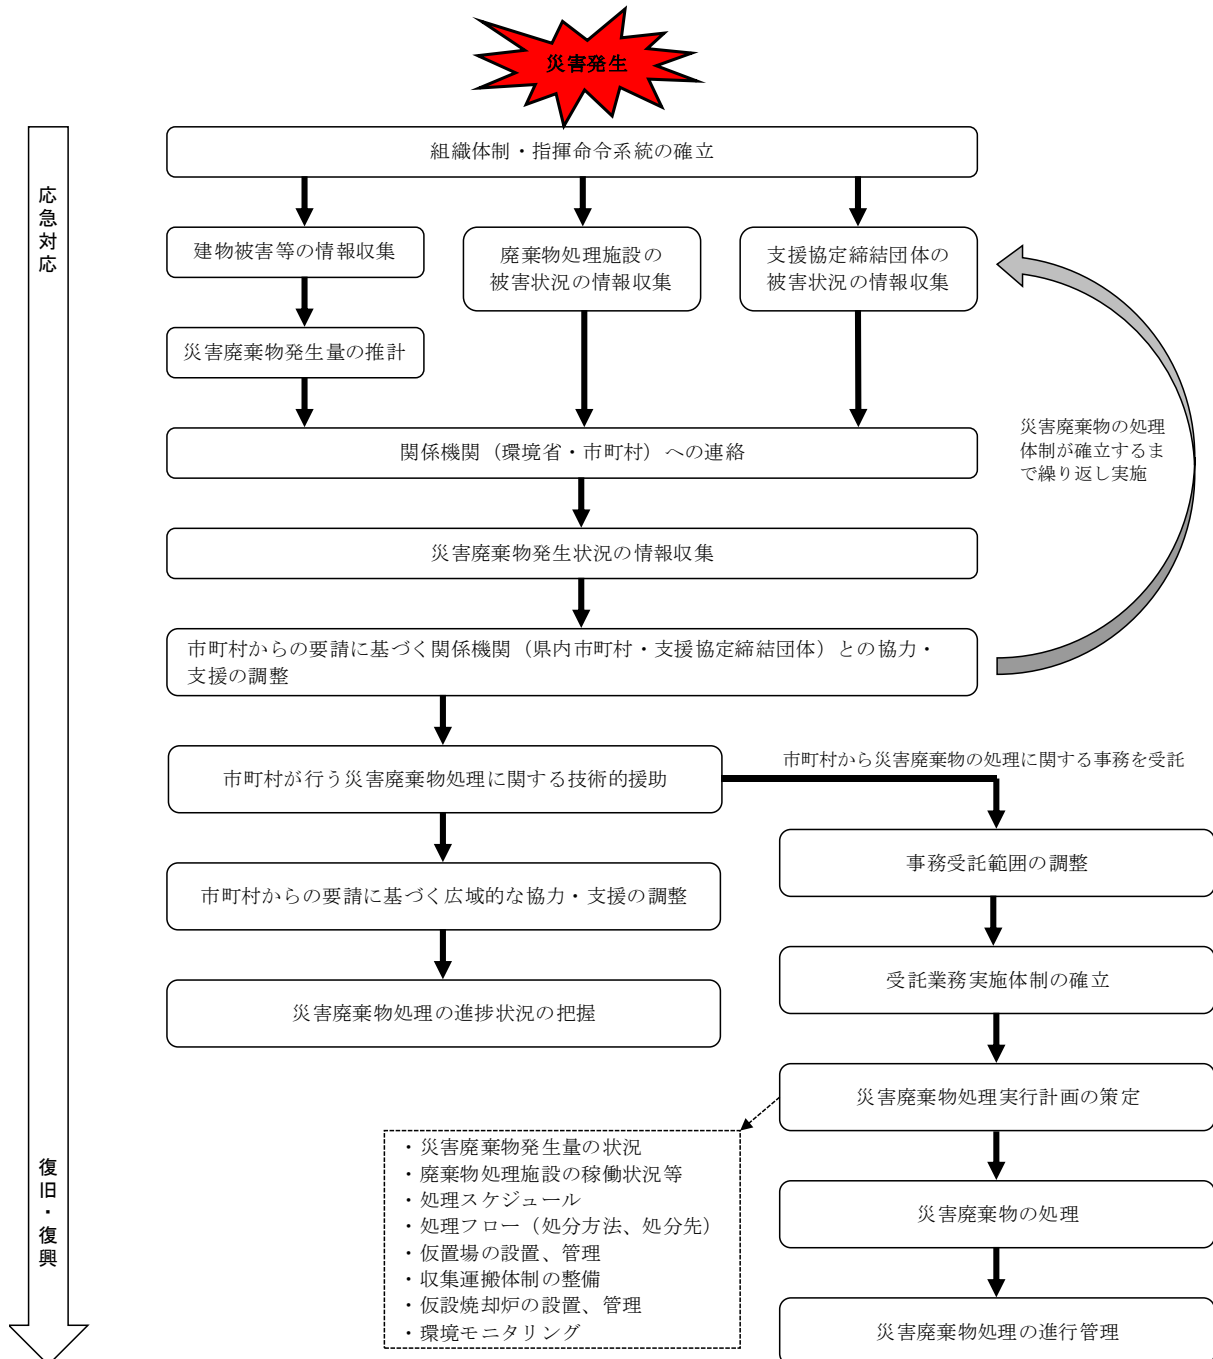 災害発生
組織体制・指揮命令系統の確立
応急対応
建物被害等の情報収集
廃棄物処理施設の
被害状況の情報収集
支援協定締結団体の
被害状況の情報収集
災害廃棄物発生量の推計
関係機関（環境省・市町村）への連絡
災害廃棄物の処理
体制が確立するま
で繰り返し実施
災害廃棄物発生状況の情報収集
市町村からの要請に基づく関係機関（県内市町村・支援協定締結団体）との協力・
支援の調整
市町村が行う災害廃棄物処理に関する技術的援助
市町村から災害廃棄物の処理に関する事務を受託
事務受託範囲の調整
市町村からの要請に基づく広域的な協力・支援の調整
受託業務実施体制の確立
災害廃棄物処理の進捗状況の把握
災害廃棄物処理実行計画の策定
・災害廃棄物発生量の状況
・廃棄物処理施設の稼働状況等
・処理スケジュール
・処理フロー（処分方法、処分先）
・仮置場の設置、管理
・収集運搬体制の整備
・仮設焼却炉の設置、管理
・環境モニタリング
災害廃棄物の処理
災害廃棄物処理の進行管理
復旧・復興